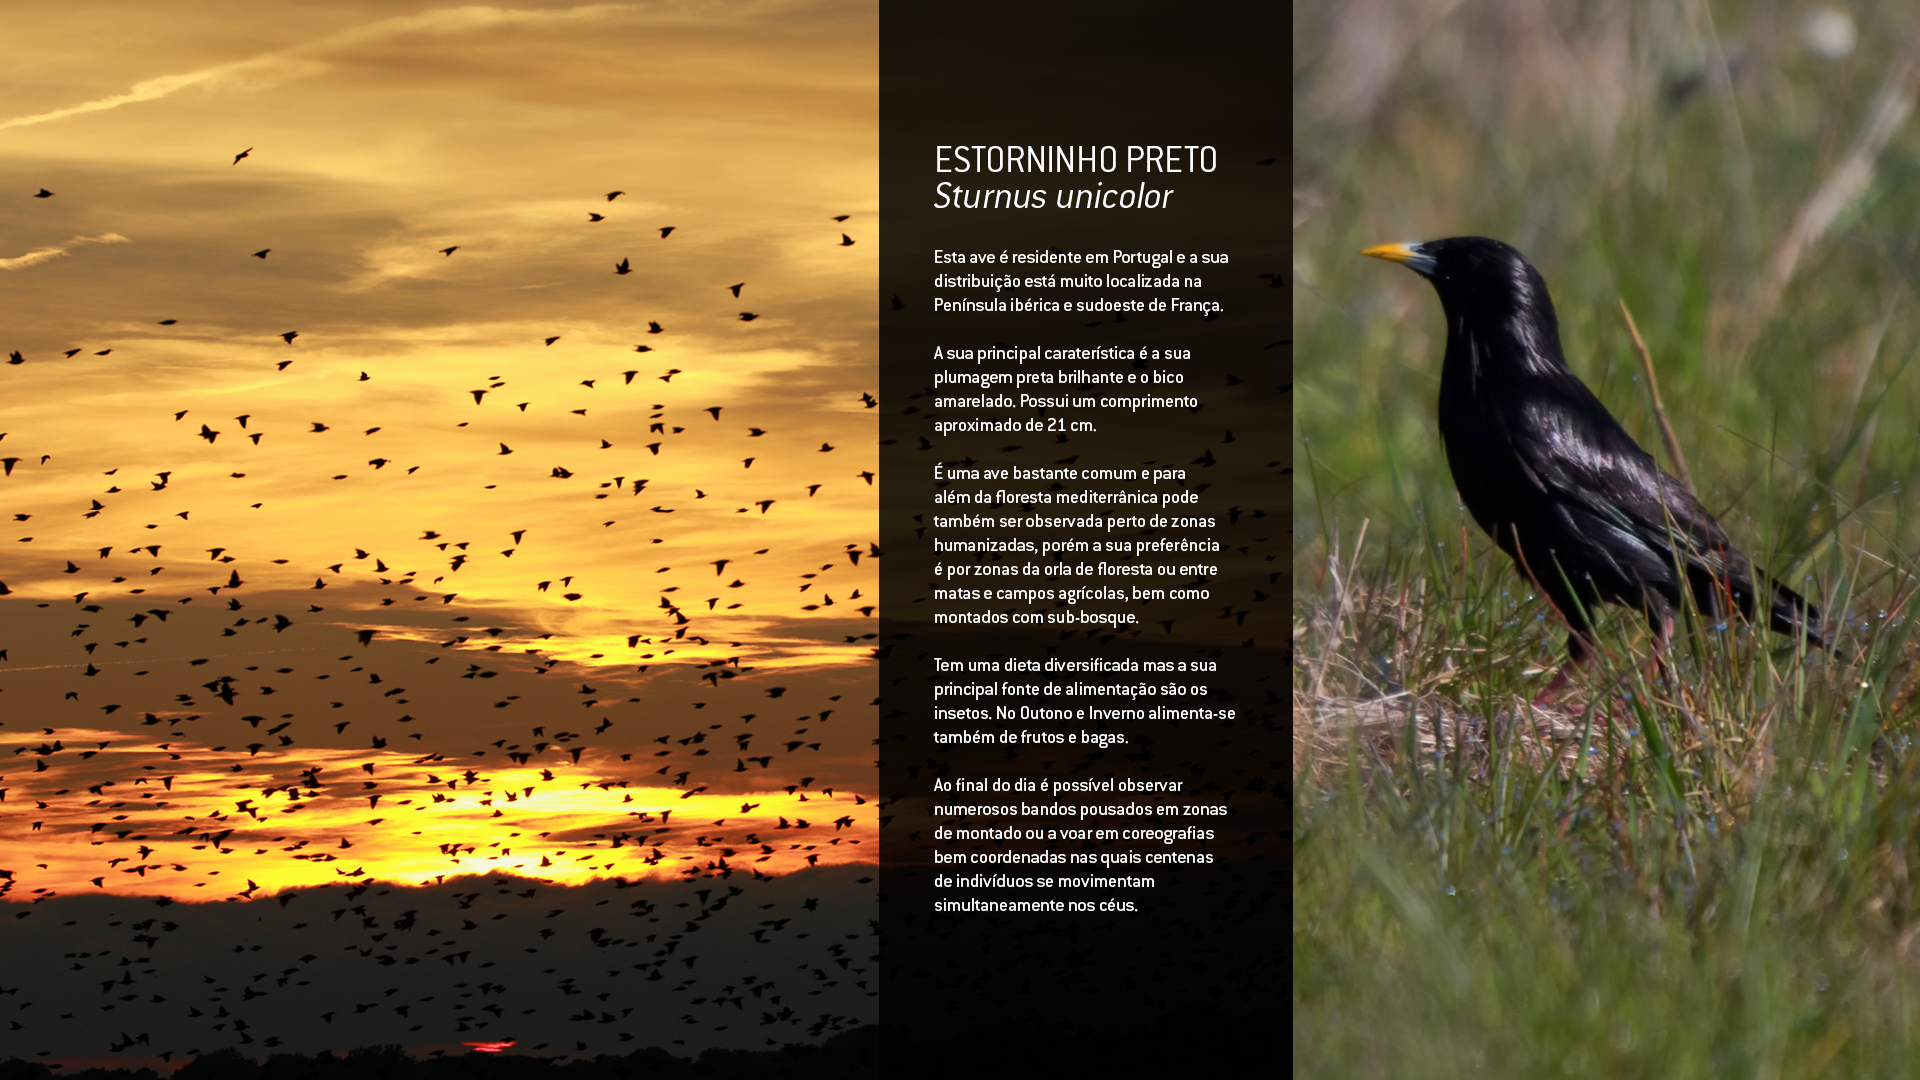 ESTORNINHO PRETO
Sturnus unicolor
Esta ave é residente em Portugal e a sua
distribuição está muito localizada na
Península ibérica e sudoeste de França.
A sua principal caraterística é a sua
plumagem preta brilhante e o bico
amarelado. Possui um comprimento
aproximado de 21 cm.
É uma ave bastante comum e para
além da floresta mediterrânica pode
também ser observada perto de zonas
humanizadas, porém a sua preferência
é por zonas da orla de floresta ou entre
matas e campos agrícolas, bem como
montados com sub-bosque.
Tem uma dieta diversificada mas a sua
principal fonte de alimentação são os
insetos. No Outono e Inverno alimenta-se
também de frutos e bagas.
Ao final do dia é possível observar
numerosos bandos pousados em zonas
de montado ou a voar em coreografias
bem coordenadas nas quais centenas
de indivíduos se movimentam
simultaneamente nos céus.